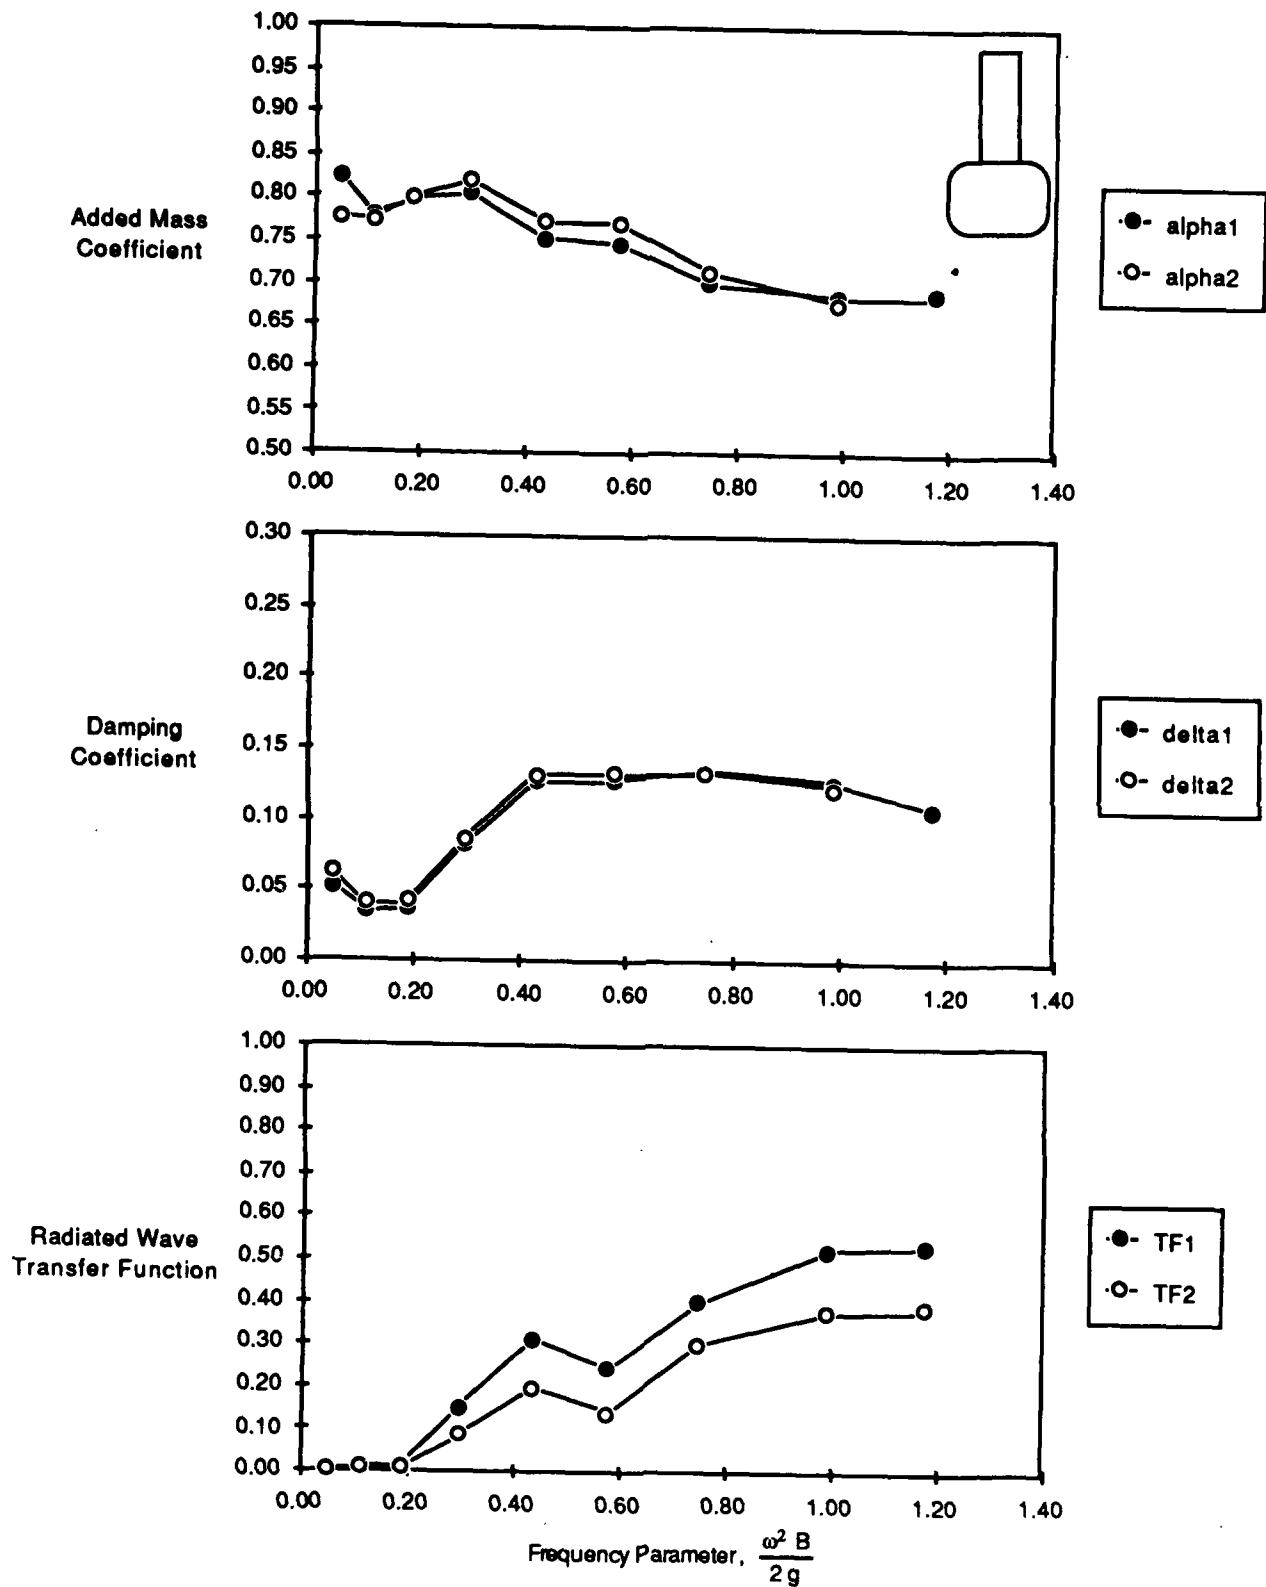 1.00
0.95
0.90
0.85
0.80
0.75
0.70
0.65
0.60
0.55
0.50
Added Mass
Coefficient
0.00 0.20 0.40 0.60 0.80 1.00 1.20 1.40
alpha1
alpha2
0.30
0.25
0.20
0.15
0.10
0.05
0.00
Damping
Coefficient
0.00 0.20 0.40 0.60 0.80 1.00 1.20 1.40
delta1
delta2
1.00
0.90
0.80
0.70
0.60
0.50
0.40
0.30
0.20
0.10
0.00
Radiated Wave
Transfer Function
0.00 0.20 0.40 0.60 0.80 1.00 1.20 1.40
TF1
TF2
Frequency Parameter, ω² B
2 g